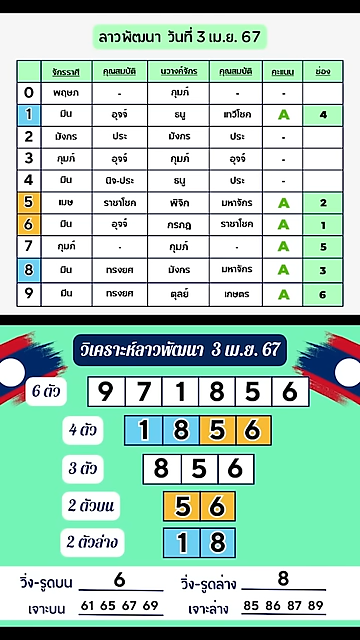 ลาวพัฒนา วันที่ 3 เม.ย. 67
จักรราศี คุณสมบัติ นวางค์จักร คุณสมบัติ คะแนน ช่อง
0 พฤษภ - กุมภ์ - -
1 มีน อุจจ์ ธนู เทวีโชค A 4
2 มังกร ประ มังกร ประ -
3 กุมภ์ อุจจ์ กุมภ์ อุจจ์ -
4 มีน นิจ-ประ ธนู ประ -
5 เมษ ราชาโชค พิจิก มหาจักร A 2
6 มีน อุจจ์ กรกฎ ราชาโชค A 1
7 กุมภ์ - กุมภ์ - A 5
8 มีน ทรงยศ มังกร มหาจักร A 3
9 มีน ทรงยศ ตุลย์ เกษตร A 6
วิเคราะห์ลาวพัฒนา 3 เม.ย. 67
6 ตัว 9 7 1 8 5 6
4 ตัว 1 8 5 6
3 ตัว 8 5 6
2 ตัวบน 5 6
2 ตัวล่าง 1 8
วิ่ง-รูดบน 6 วิ่ง-รูดล่าง 8
เจาะบน 61 65 67 69 เจาะล่าง 85 86 87 89